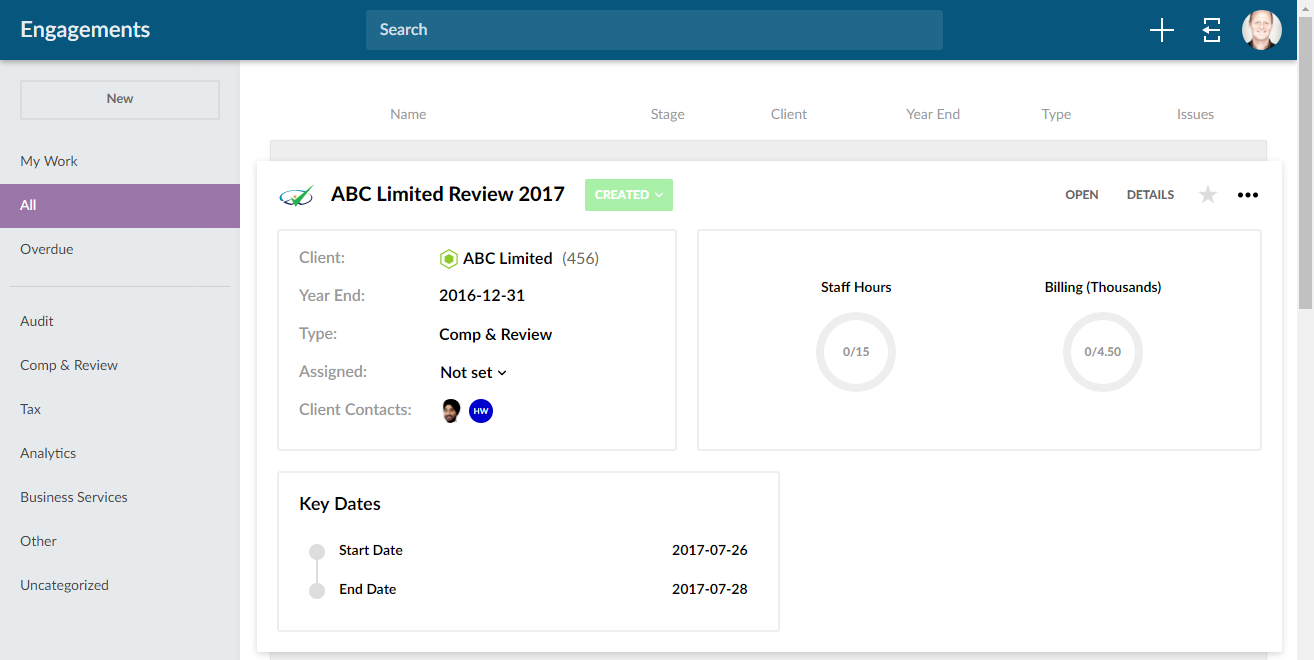 Engagements
Search
New
My Work
All
Overdue
Audit
Comp & Review
Tax
Analytics
Business Services
Other
Uncategorized
Name Stage Client Year End Type Issues
ABC Limited Review 2017 CREATED OPEN DETAILS
Client: ABC Limited (456)
Year End: 2016-12-31
Type: Comp & Review
Assigned: Not set
Client Contacts: HW
Staff Hours Billing (Thousands)
0/15 0/4.50
Key Dates
Start Date 2017-07-26
End Date 2017-07-28